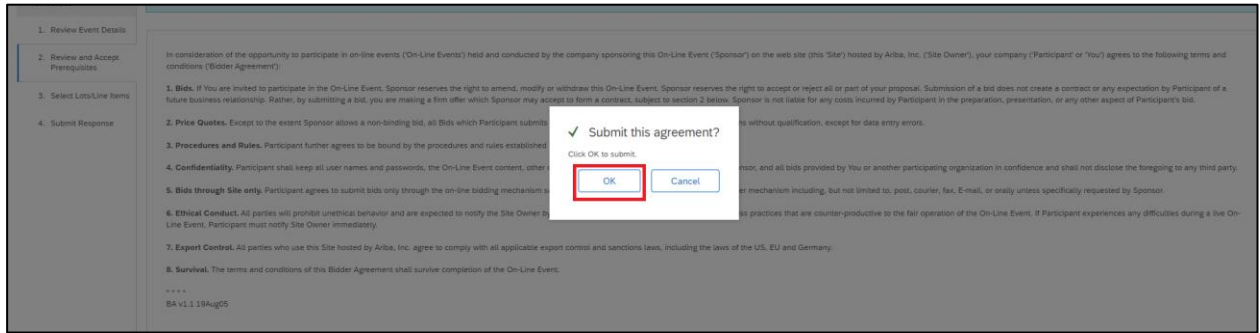 1. Review Event Details
2. Review and Accept
Prerequisites
3. Select Lots/Line Items
4. Submit Response
In consideration of the opportunity to participate in on-line events ('On-Line Events') held and conducted by the company sponsoring this On-Line Event ('Sponsor') on the web site (this 'Site') hosted by Ariba, Inc. ('Site Owner'), your company ('Participant' or 'You') agrees to the following terms and
conditions ('Bidder Agreement'):
1. Bids. If You are invited to participate in the On-Line Event, Sponsor reserves the right to amend, modify or withdraw this On-Line Event. Sponsor reserves the right to accept or reject all or part of your proposal. Submission of a bid does not create a contract or any expectation by Participant of a
future business relationship. Rather, by submitting a bid, you are making a firm offer which Sponsor may accept to form a contract, subject to section 2 below. Sponsor is not liable for any costs incurred by Participant in the preparation, presentation, or any other aspect of Participant's bid.
2. Price Quotes. Except to the extent Sponsor allows a non-binding bid, all Bids which Participant submits
ns without qualification, except for data entry errors.
3. Procedures and Rules. Participant further agrees to be bound by the procedures and rules established
4. Confidentiality. Participant shall keep all user names and passwords, the On-Line Event content, other
nsor, and all bids provided by You or another participating organization in confidence and shall not disclose the foregoing to any third party.
5. Bids through Site only. Participant agrees to submit bids only through the on-line bidding mechanism
er mechanism including, but not limited to, post, courier, fax, E-mail, or orally unless specifically requested by Sponsor.
6. Ethical Conduct. All parties will prohibit unethical behavior and are expected to notify the Site Owner by
ss practices that are counter-productive to the fair operation of the On-Line Event. If Participant experiences any difficulties during a live On-
Line Event, Participant must notify Site Owner immediately.
7. Export Control. All parties who use this Site hosted by Ariba, Inc. agree to comply with all applicable export control and sanctions laws, including the laws of the US, EU and Germany.
8. Survival. The terms and conditions of this Bidder Agreement shall survive completion of the On-Line Event.
* * * *
BA v1.1 19Aug05
✓ Submit this agreement?
Click OK to submit.
OK
Cancel